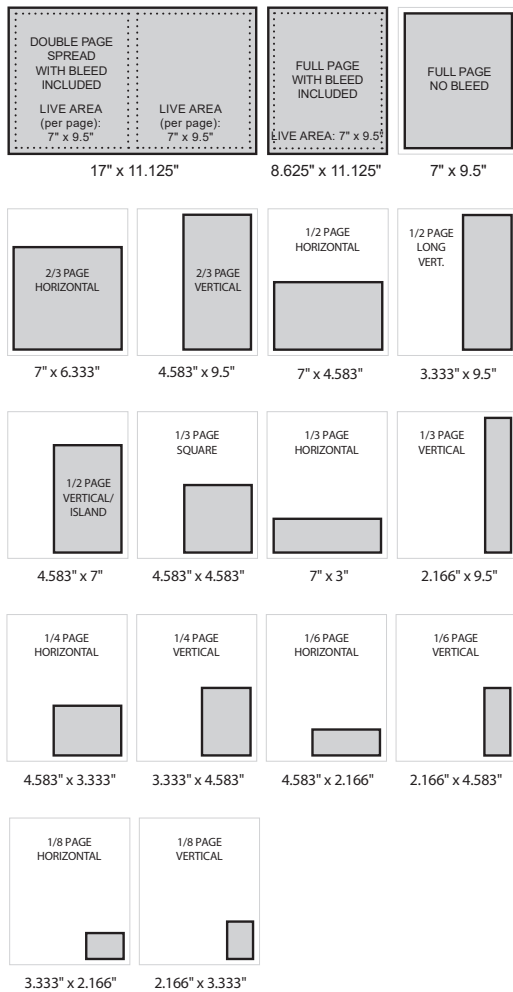 DOUBLE PAGE
SPREAD
WITH BLEED
INCLUDED
LIVE AREA
(per page):
7" x 9.5"
LIVE AREA
(per page):
7" x 9.5"
17" x 11.125"
FULL PAGE
WITH BLEED
INCLUDED
LIVE AREA: 7" x 9.5"
8.625" x 11.125"
FULL PAGE
NO BLEED
7" x 9.5"
2/3 PAGE
HORIZONTAL
7" x 6.333"
2/3 PAGE
VERTICAL
4.583" x 9.5"
1/2 PAGE
HORIZONTAL
7" x 4.583"
1/2 PAGE
LONG
VERT.
3.333" x 9.5"
1/2 PAGE
VERTICAL/
ISLAND
4.583" x 7"
1/3 PAGE
SQUARE
4.583" x 4.583"
1/3 PAGE
HORIZONTAL
7" x 3"
1/3 PAGE
VERTICAL
2.166" x 9.5"
1/4 PAGE
HORIZONTAL
4.583" x 3.333"
1/4 PAGE
VERTICAL
3.333" x 4.583"
1/6 PAGE
HORIZONTAL
4.583" x 2.166"
1/6 PAGE
VERTICAL
2.166" x 4.583"
1/8 PAGE
HORIZONTAL
3.333" x 2.166"
1/8 PAGE
VERTICAL
2.166" x 3.333"